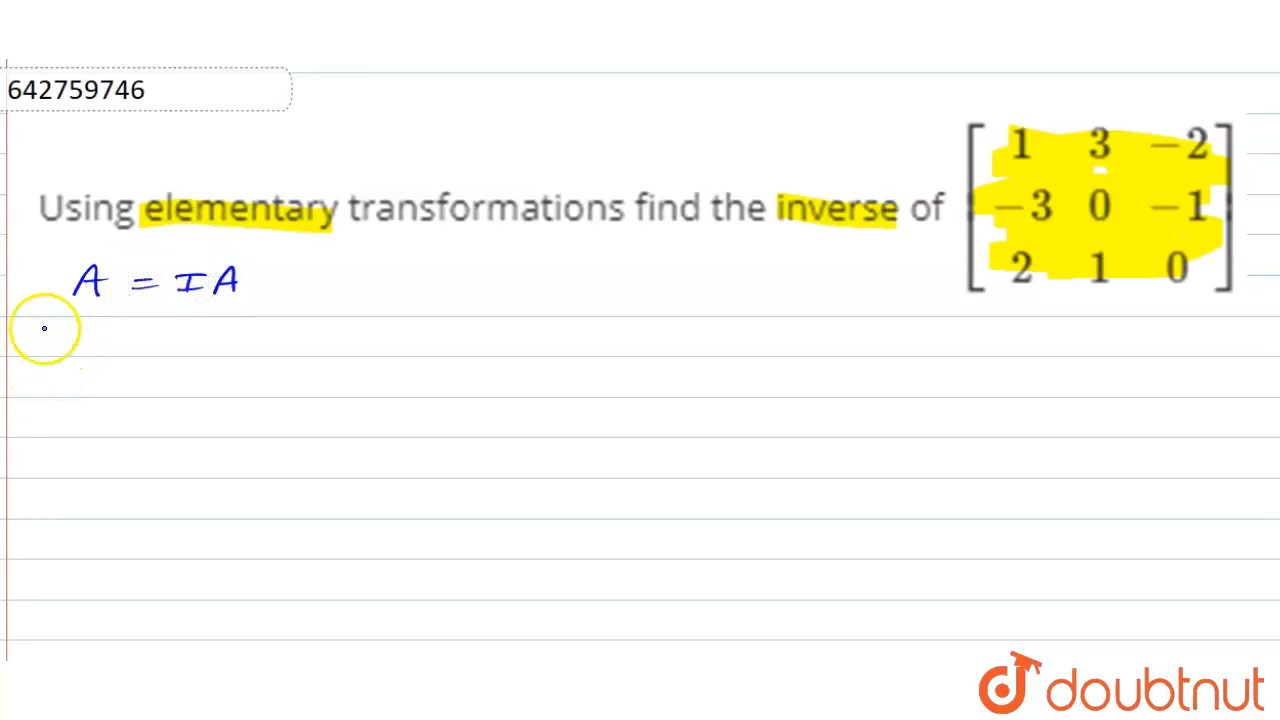 642759746
1 3 -2
Using elementary transformations find the inverse of -3 0 -1
2 1 0
A = IA
doubtnut